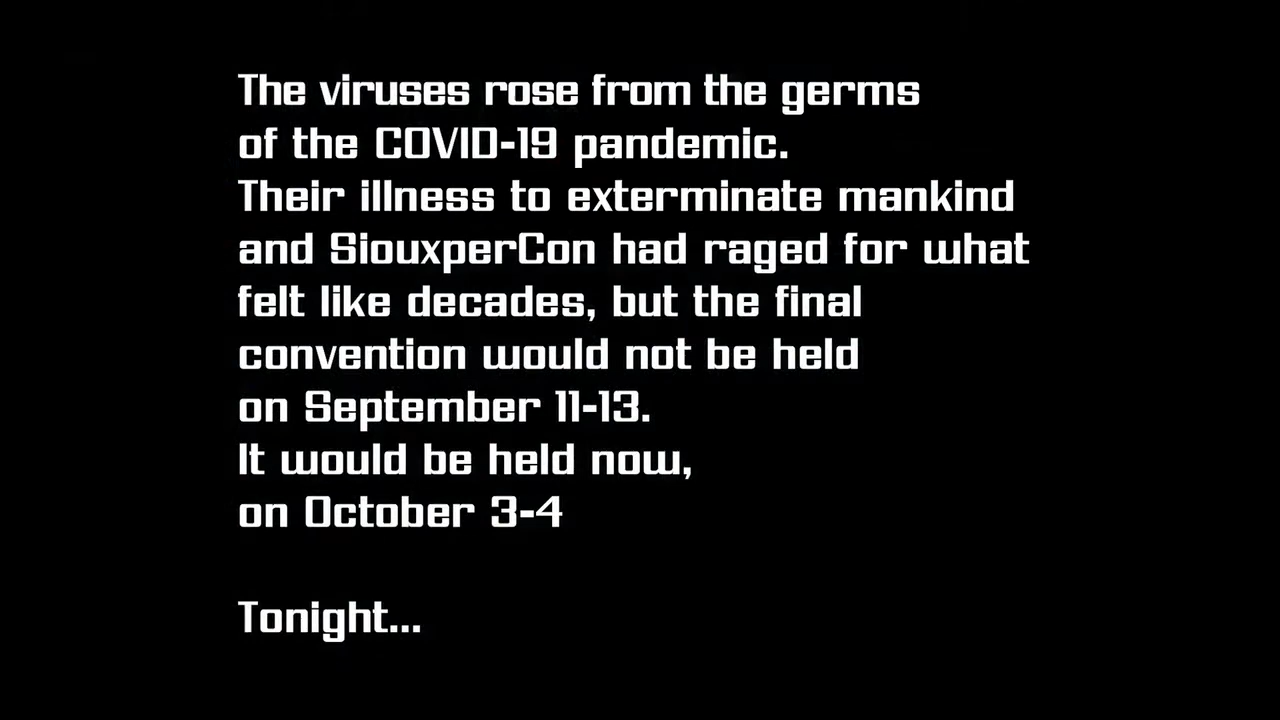 The viruses rose from the germs
of the COVID-19 pandemic.
Their illness to exterminate mankind
and SiouxperCon had raged for what
felt like decades, but the final
convention would not be held
on September 11-13.
It would be held now,
on October 3-4
Tonight...